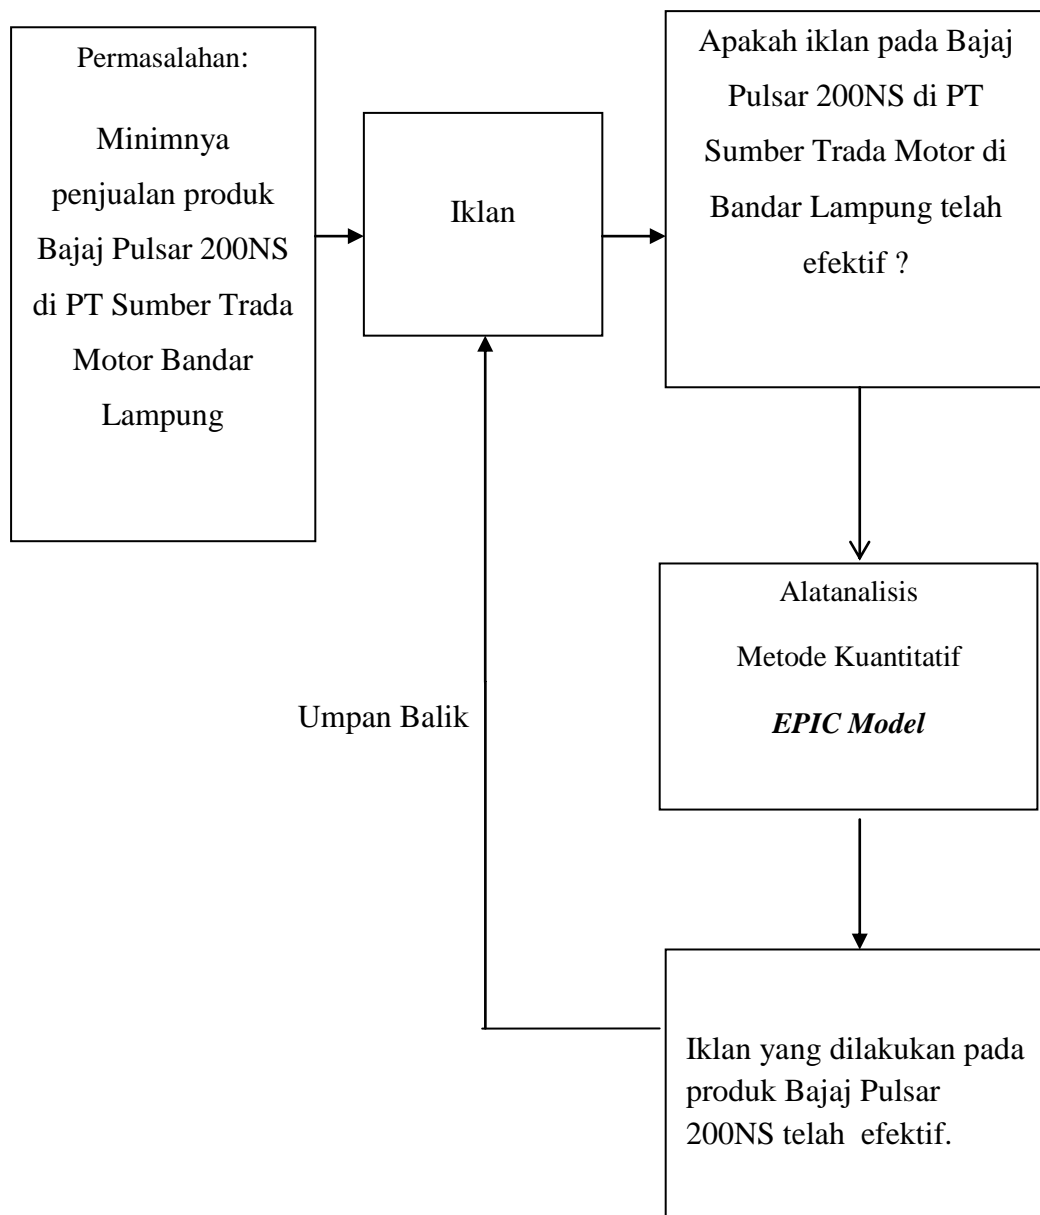 Permasalahan:
Minimnya
penjualan produk
Bajaj Pulsar 200NS
di PT Sumber Trada
Motor Bandar
Lampung
Iklan
Apakah iklan pada Bajaj
Pulsar 200NS di PT
Sumber Trada Motor di
Bandar Lampung telah
efektif ?
Alatanalisis
Metode Kuantitatif
EPIC Model
Umpan Balik
Iklan yang dilakukan pada
produk Bajaj Pulsar
200NS telah  efektif.